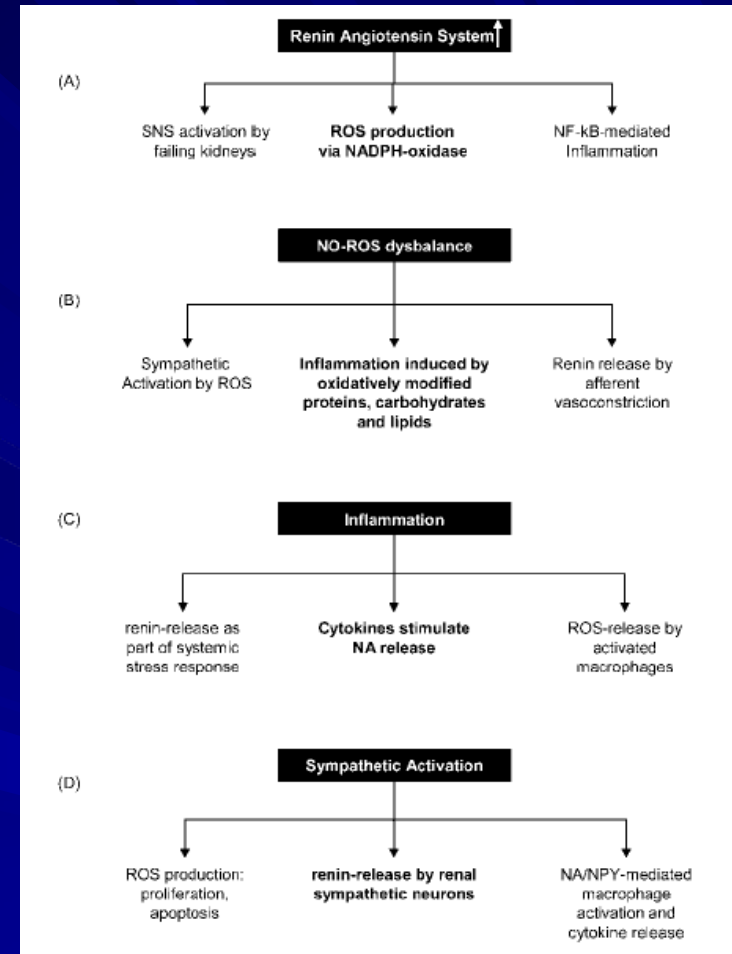 Renin Angiotensin System
(A)
SNS activation by
failing kidneys
ROS production
via NADPH-oxidase
NF-kB-mediated
Inflammation
NO-ROS dysbalance
(B)
Sympathetic
Activation by ROS
Inflammation induced by
oxidatively modified
proteins, carbohydrates
and lipids
Renin release by
afferent
vasoconstriction
(C)
Inflammation
renin-release as
part of systemic
stress response
Cytokines stimulate
NA release
ROS-release by
activated
macrophages
Sympathetic Activation
(D)
ROS production:
proliferation,
apoptosis
renin-release by renal
sympathetic neurons
NA/NPY-mediated
macrophage
activation and
cytokine release